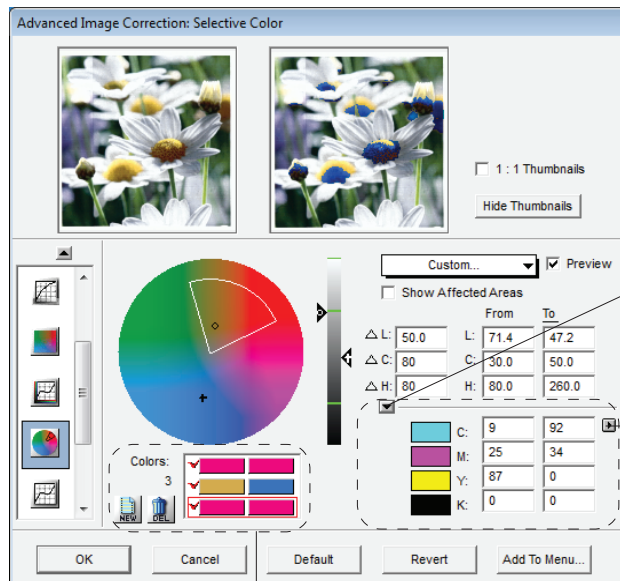 Advanced Image Correction: Selective Color
1 : 1 Thumbnails
Hide Thumbnails
Custom...
Preview
Show Affected Areas
From To
△ L: 50.0 L: 71.4 47.2
△ C: 80 C: 30.0 50.0
△ H: 80 H: 80.0 260.0
C: 9 92
M: 25 34
Y: 87 0
K: 0 0
Colors:
3
NEW DEL
OK Cancel Default Revert Add To Menu...